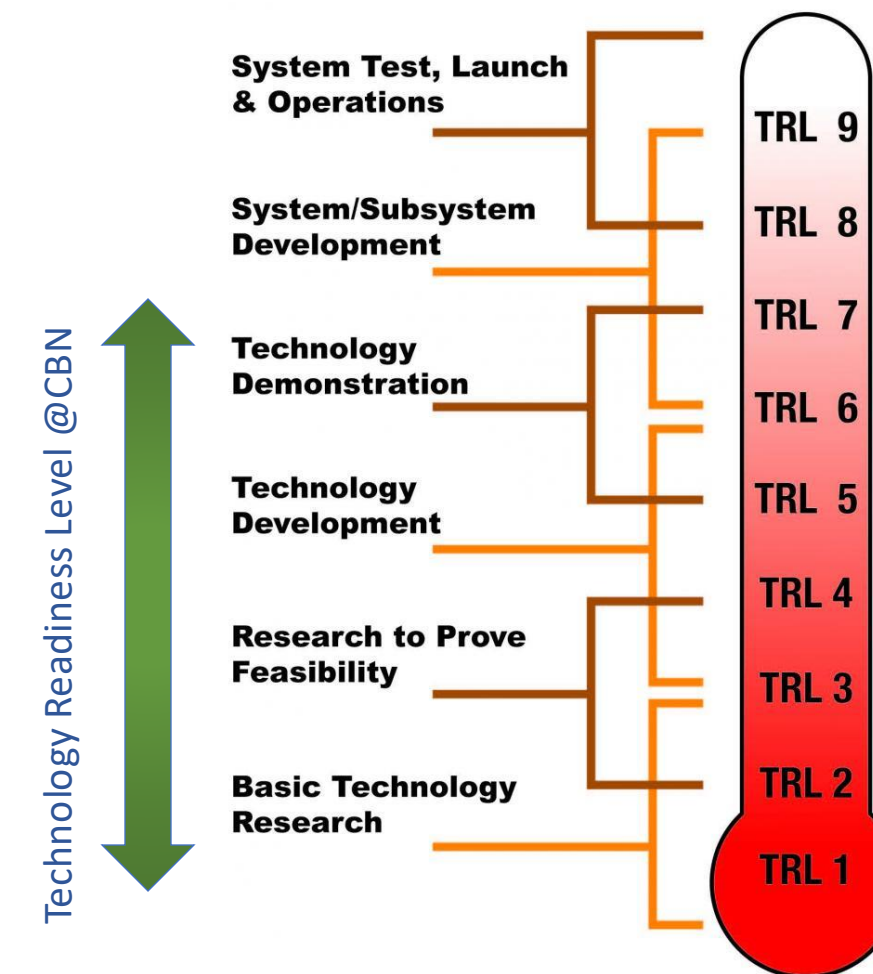 System Test, Launch
& Operations
System/Subsystem
Development
Technology
Demonstration
Technology
Development
Research to Prove
Feasibility
Basic Technology
Research
TRL 9
TRL 8
TRL 7
TRL 6
TRL 5
TRL 4
TRL 3
TRL 2
TRL 1
Technology Readiness Level @CBN